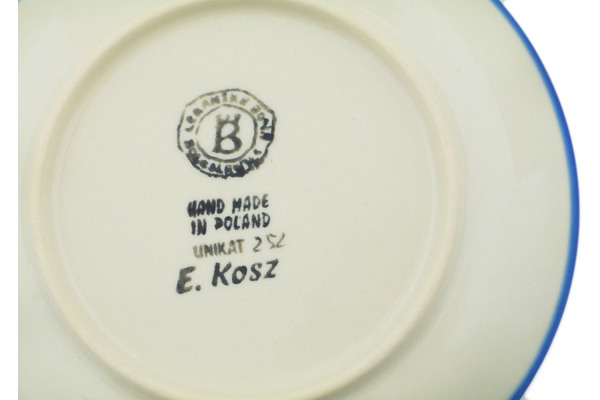 B
HAND MADE
IN POLAND
UNIKAT 252
E. KOSZ